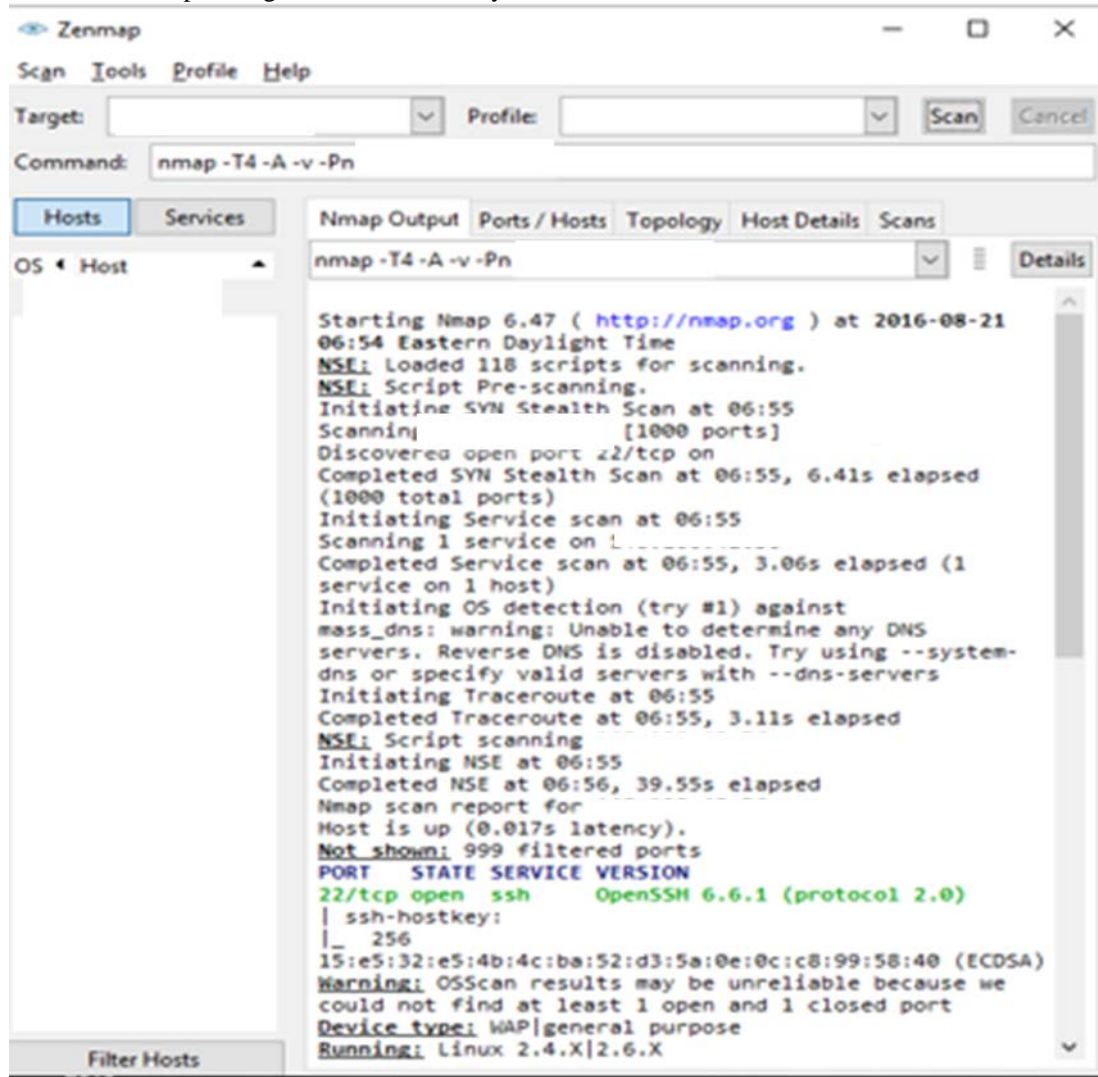 Zenmap
Scan Tools Profile Help
Target: Profile: Scan Cancel
Command: nmap -T4 -A -v -Pn
Hosts Services Nmap Output Ports / Hosts Topology Host Details Scans
OS Host nmap -T4 -A -v -Pn Details
Starting Nmap 6.47 ( http://nmap.org ) at 2016-08-21
06:54 Eastern Daylight Time
NSE: Loaded 118 scripts for scanning.
NSE: Script Pre-scanning.
Initiating SYN Stealth Scan at 06:55
Scanning [1000 ports]
Discovered open port 22/tcp on
Completed SYN Stealth Scan at 06:55, 6.41s elapsed
(1000 total ports)
Initiating Service scan at 06:55
Scanning 1 service on
Completed Service scan at 06:55, 3.06s elapsed (1
service on 1 host)
Initiating OS detection (try #1) against
mass_dns: warning: Unable to determine any DNS
servers. Reverse DNS is disabled. Try using --system-
dns or specify valid servers with --dns-servers
Initiating Traceroute at 06:55
Completed Traceroute at 06:55, 3.11s elapsed
NSE: Script scanning
Initiating NSE at 06:55
Completed NSE at 06:56, 39.55s elapsed
Nmap scan report for
Host is up (0.017s latency).
Not shown: 999 filtered ports
PORT STATE SERVICE VERSION
22/tcp open ssh OpenSSH 6.6.1 (protocol 2.0)
| ssh-hostkey:
|_ 256
15:e5:32:e5:4b:4c:ba:52:d3:5a:0e:0c:c8:99:58:40 (ECDSA)
Warning: OSScan results may be unreliable because we
could not find at least 1 open and 1 closed port
Device type: WAP|general purpose
Running: Linux 2.4.X|2.6.X
Filter Hosts